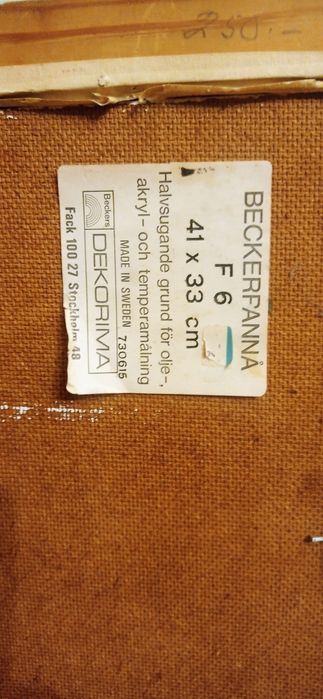 250.-
BECKERPANNÅ
F 6
41 x 33 cm
Halvsugande grund för olje-,
akryl- och temperamålning
MADE IN SWEDEN 730615
Beckers DEKORIMA
Fack 100 27 Stockholm 48